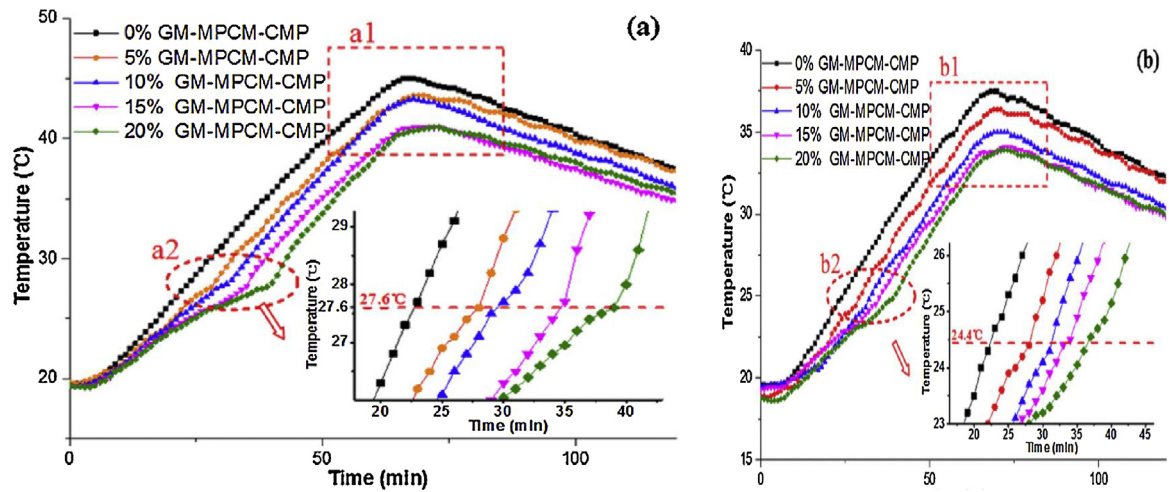 (a)
0% GM-MPCM-CMP
5% GM-MPCM-CMP
10% GM-MPCM-CMP
15% GM-MPCM-CMP
20% GM-MPCM-CMP
a1
a2
50
40
30
20
Temperature (℃)
0
50
100
Time (min)
29
28
27.6
27
27.6℃
Temperature (℃)
20
25
30
35
40
Time (min)
(b)
0% GM-MPCM-CMP
5% GM-MPCM-CMP
10% GM-MPCM-CMP
15% GM-MPCM-CMP
20% GM-MPCM-CMP
b1
b2
40
35
30
25
20
15
Temperature (℃)
0
50
100
26
25
24
23
24.4℃
Temperature (℃)
20
25
30
35
40
45
Time (min)